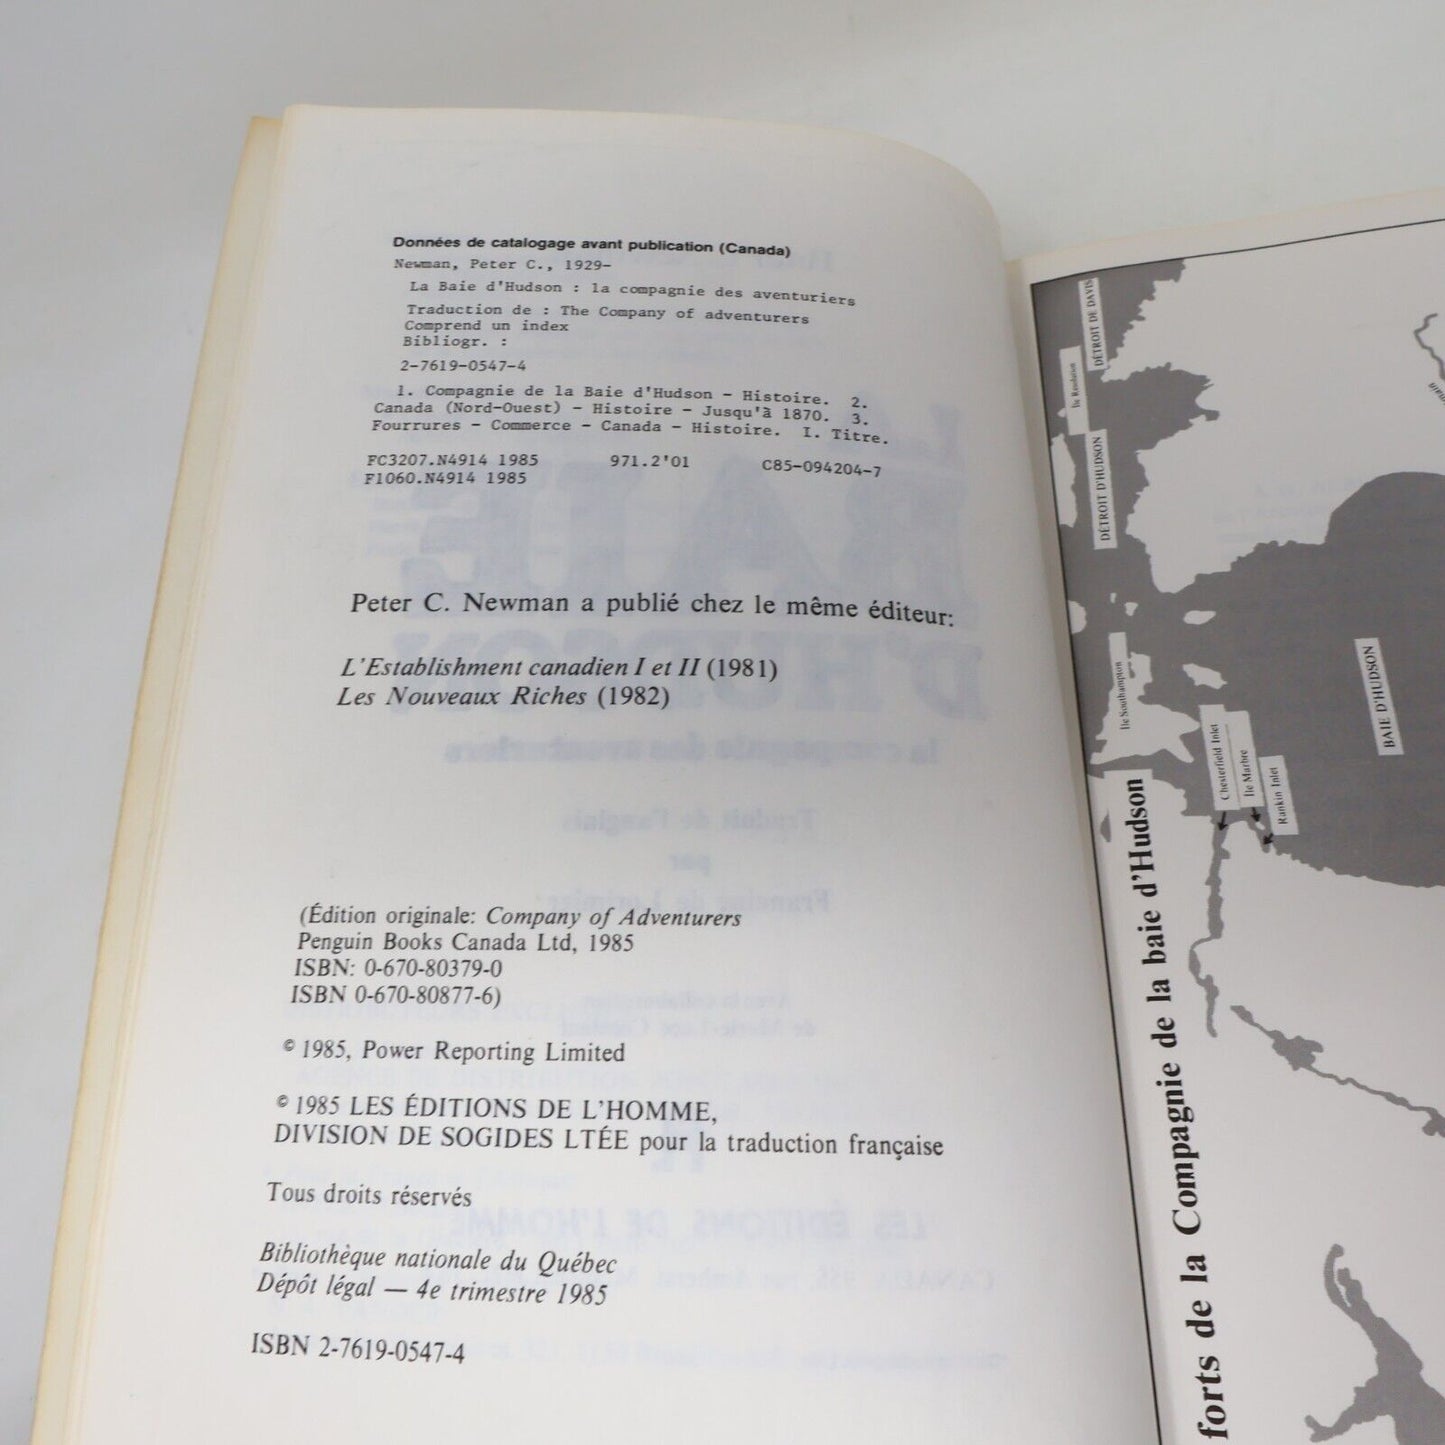 Données de catalogage avant publication (Canada)
Newman, Peter C., 1929-
La Baie d'Hudson : la compagnie des aventuriers
Traduction de : The Company of adventurers
Comprend un index
Bibliogr. :
2-7619-0547-4
1. Compagnie de la Baie d'Hudson - Histoire. 2.
Canada (Nord-Ouest) - Histoire - Jusqu'à 1870. 3.
Fourrures - Commerce - Canada - Histoire. I. Titre.
FC3207.N4914 1985 971.2'01 C85-094204-7
F1060.N4914 1985
Peter C. Newman a publié chez le même éditeur:
L'Establishment canadien I et II (1981)
Les Nouveaux Riches (1982)
(Édition originale: Company of Adventurers
Penguin Books Canada Ltd, 1985
ISBN: 0-670-80379-0
ISBN 0-670-80877-6)
© 1985, Power Reporting Limited
© 1985 LES ÉDITIONS DE L'HOMME,
DIVISION DE SOGIDES LTÉE pour la traduction française
Tous droits réservés
Bibliothèque nationale du Québec
Dépôt légal — 4e trimestre 1985
ISBN 2-7619-0547-4
forts de la Compagnie de la baie d'Hudson
DÉTROIT DE DAVIS
Île Resolution
DÉTROIT D'HUDSON
Île Southampton
Chesterfield Inlet
Île Marbre
Rankin Inlet
BAIE D'HUDSON